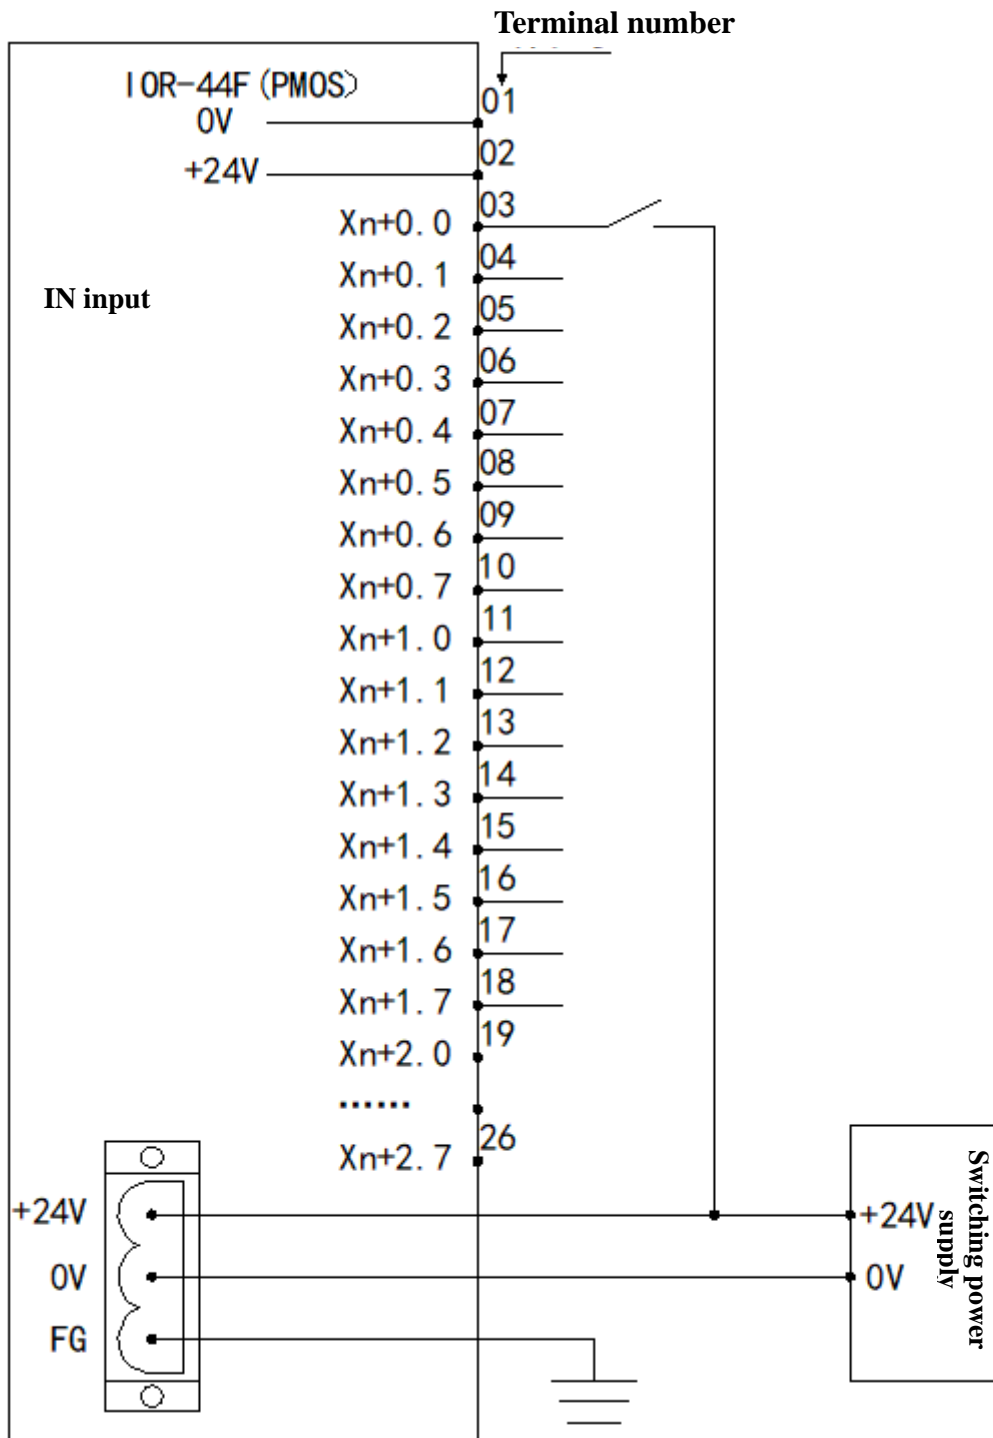 Terminal number
IOR-44F(PMOS)
01
0V
02
+24V
03
Xn+0.0
04
Xn+0.1
IN input
05
Xn+0.2
06
Xn+0.3
07
Xn+0.4
08
Xn+0.5
09
Xn+0.6
10
Xn+0.7
11
Xn+1.0
12
Xn+1.1
13
Xn+1.2
14
Xn+1.3
15
Xn+1.4
16
Xn+1.5
17
Xn+1.6
18
Xn+1.7
19
Xn+2.0
······
26
Xn+2.7
+24V
0V
FG
+24V
0V
Switching power
supply